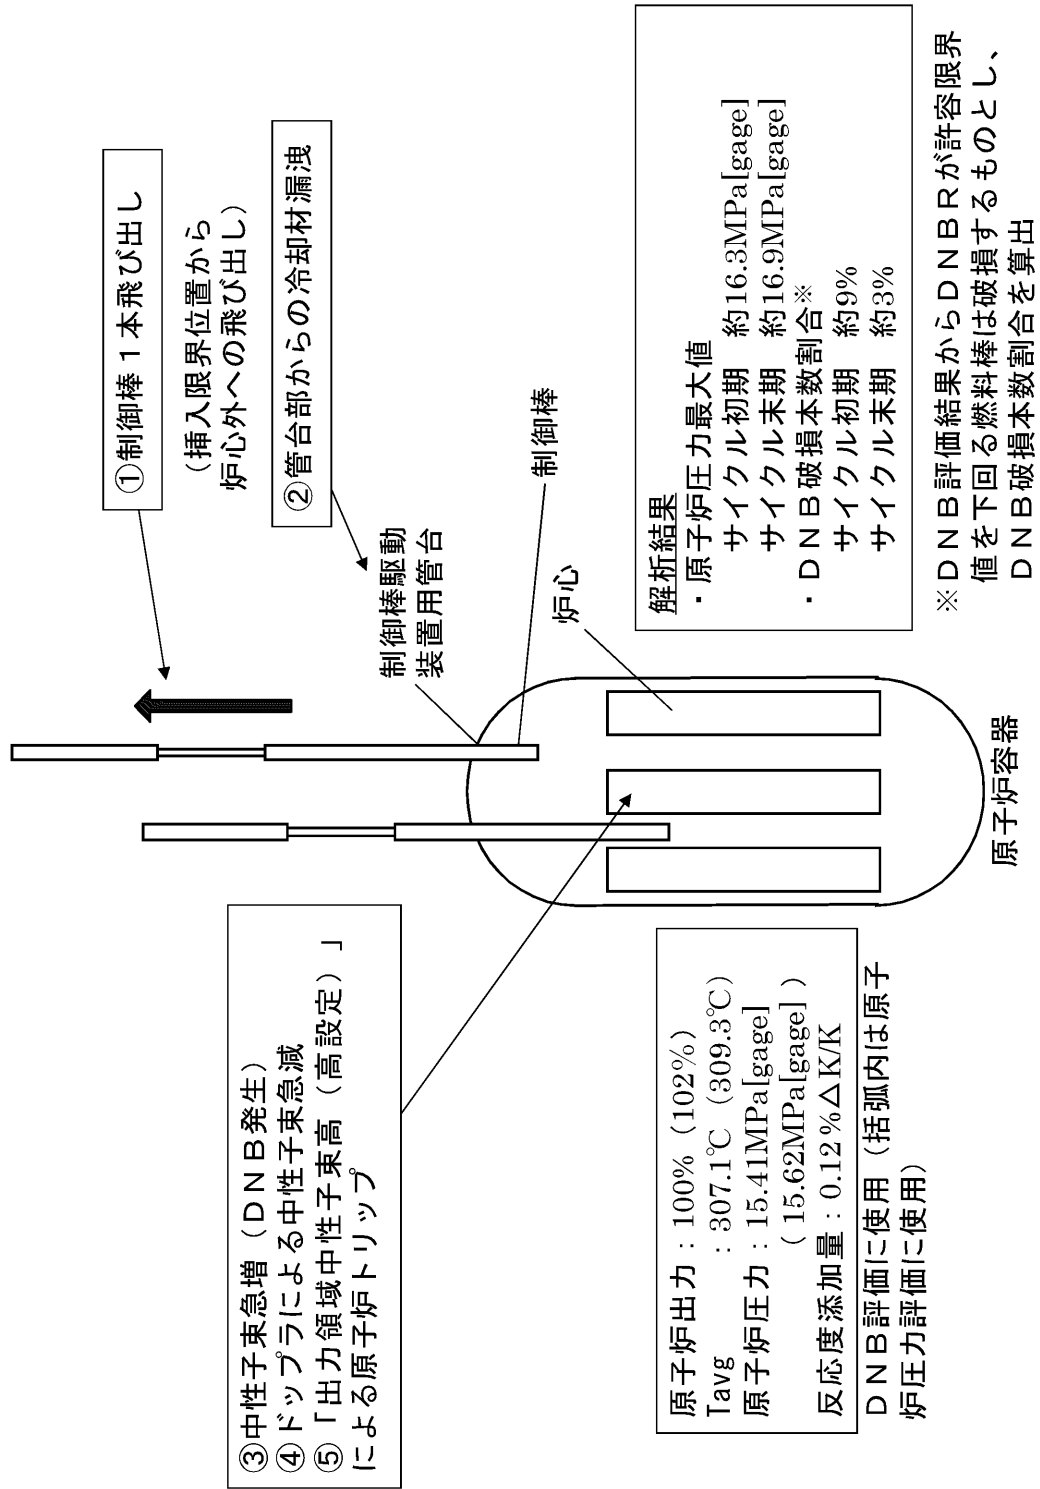 ①制御棒１本飛び出し
（挿入限界位置から
炉心外への飛び出し）
②管台部からの冷却材漏洩
制御棒駆動
装置用管台
制御棒
炉心
③中性子束急増（ＤＮＢ発生）
④ドップラによる中性子束急減
⑤「出力領域中性子束高（高設定）」
による原子炉トリップ
原子炉容器
原子炉出力：100%（102%）
Tavg　　：307.1℃（309.3℃）
原子炉圧力：15.41MPa[gage]
（15.62MPa[gage]）
反応度添加量：0.12%△K/K
ＤＮＢ評価に使用（括弧内は原子
炉圧力評価に使用）
解析結果
・原子炉圧力最大値
サイクル初期　約16.3MPa[gage]
サイクル末期　約16.9MPa[gage]
・ＤＮＢ破損本数割合※
サイクル初期　約9%
サイクル末期　約3%
※ＤＮＢ評価結果からＤＮＢＲが許容限界
値を下回る燃料棒は破損するものとし、
ＤＮＢ破損本数割合を算出